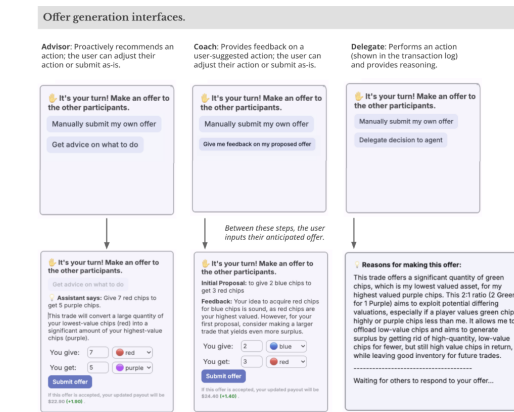 Offer generation interfaces.
Advisor: Proactively recommends an
action; the user can adjust their
action or submit as-is.
Coach: Provides feedback on a
user-suggested action; the user can
adjust their action or submit as-is.
Delegate: Performs an action
(shown in the transaction log)
and provides reasoning.
✋ It's your turn! Make an offer to
the other participants.
Manually submit my own offer
Get advice on what to do
✋ It's your turn! Make an offer to
the other participants.
Manually submit my own offer
Give me feedback on my proposed offer
✋ It's your turn! Make an offer to
the other participants.
Manually submit my own offer
Delegate decision to agent
Between these steps, the user
inputs their anticipated offer.
✋ It's your turn! Make an offer to
the other participants.
Get advice on what to do
💡 Assistant says: Give 7 red chips to
get 5 purple chips.
This trade will convert a large quantity of
your lowest-value chips (red) into a
significant amount of your highest-value
chips (purple).
You give: 7 🔴 red
You get: 5 🟣 purple
Submit offer
If this offer is accepted, your updated payout will be
✋ It's your turn! Make an offer to
the other participants.
Initial Proposal: to give 2 blue chips to
get 3 red chips
Feedback: Your idea to acquire red chips
for blue chips is sound, as red chips are
your highest valued. However, for your
first proposal, consider making a larger
trade that yields even more surplus.
You give: 2 🔵 blue
You get: 3 🔴 red
Submit offer
If this offer is accepted, your updated payout will be
💡 Reasons for making this offer:
This trade offers a significant quantity of green
chips, which is my lowest valued asset, for my
highest valued purple chips. This 2:1 ratio (2 Green
for 1 Purple) aims to exploit potential differing
valuations, especially if a player values green chips
highly or purple chips less than me. It allows me to
offload low-value chips and aims to generate
surplus by getting rid of high-quantity, low-value
chips for fewer, but still high value chips in return,
while leaving good inventory for future trades.
----------------------------------------
Waiting for others to respond to your offer...